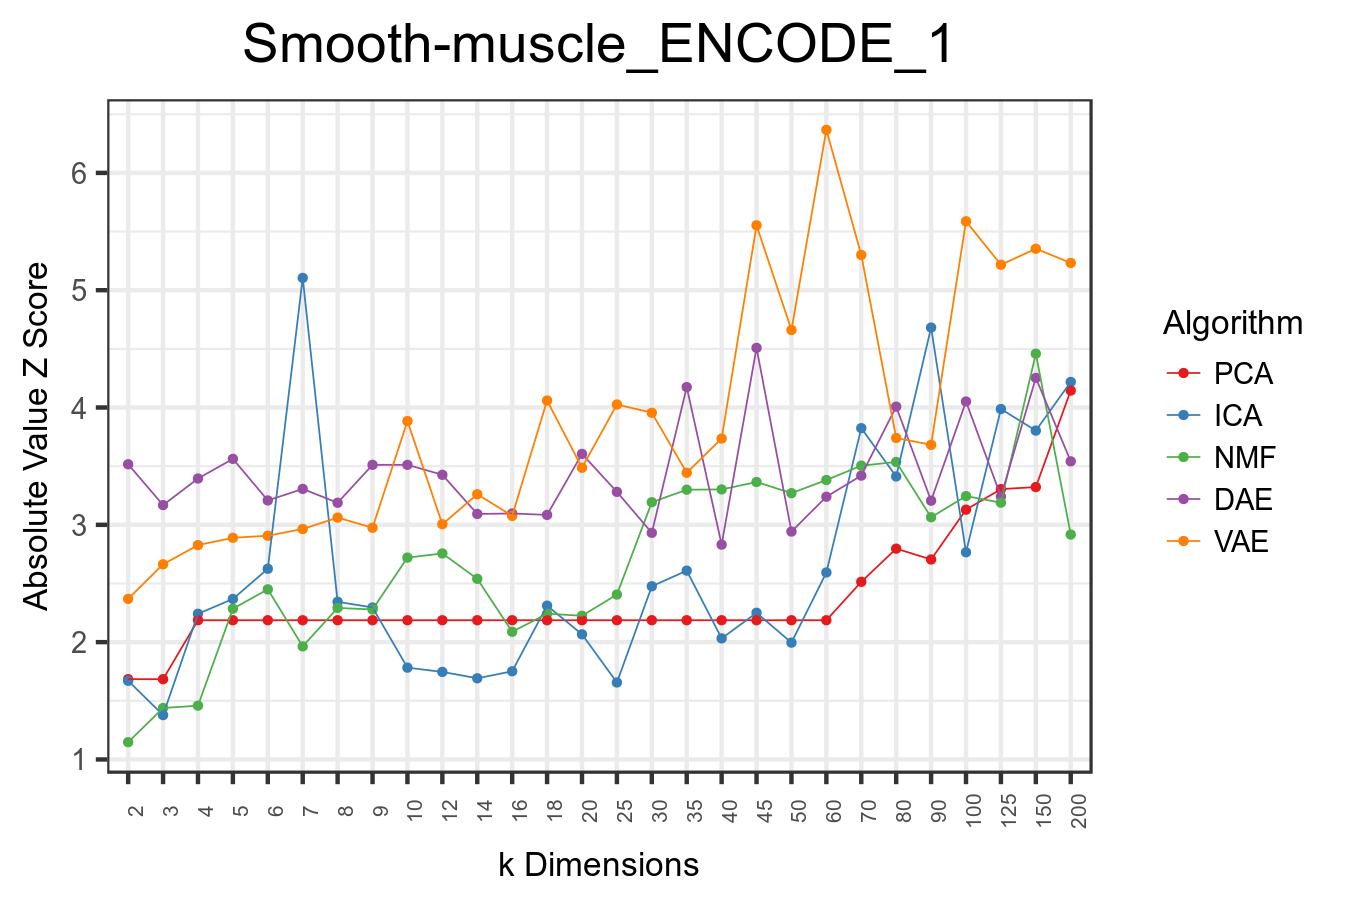 Smooth-muscle_ENCODE_1
Absolute Value Z Score
6
5
4
3
2
1
2 3 4 5 6 7 8 9 10 12 14 16 18 20 25 30 35 40 45 50 60 70 80 90 100 125 150 200
k Dimensions
Algorithm
PCA
ICA
NMF
DAE
VAE